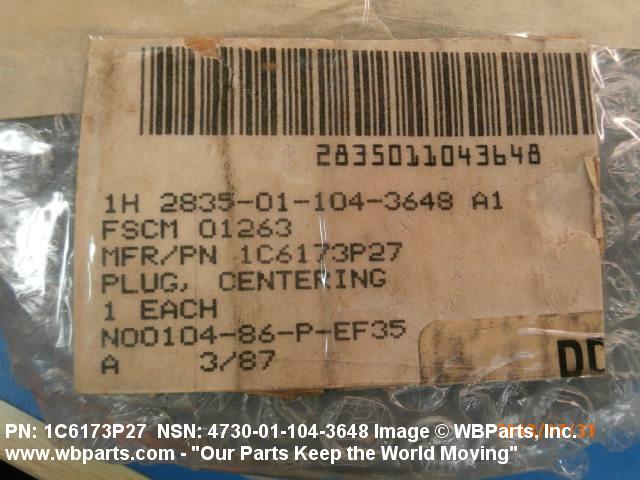 2835011043648
1H 2835-01-104-3648 A1
FSCM 01263
MFR/PN 1C6173P27
PLUG, CENTERING
1 EACH
N00104-86-P-EF35
A 3/87
DD
PN: 1C6173P27 NSN: 4730-01-104-3648 Image © WBParts, Inc.
www.wbparts.com - "Our Parts Keep the World Moving"